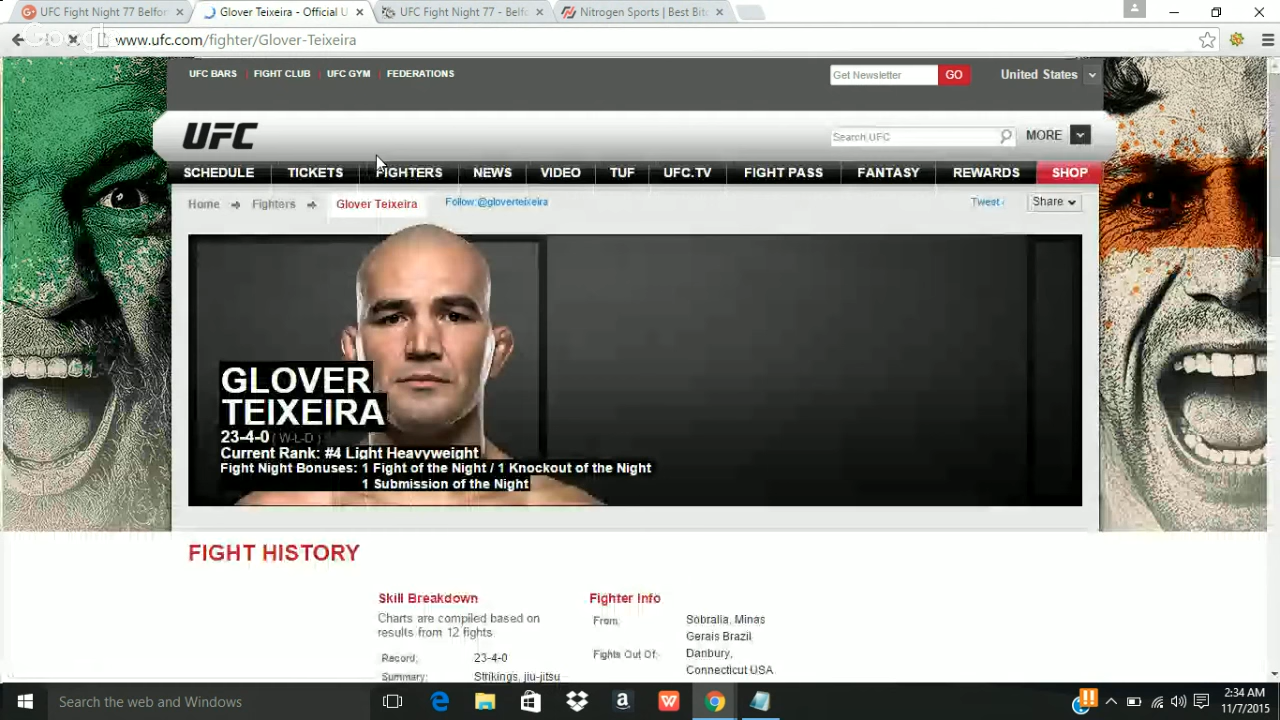 UFC Fight Night 77 Belfor
Glover Teixeira - Official U
UFC Fight Night 77 - Belfo
Nitrogen Sports | Best Bitc
www.ufc.com/fighter/Glover-Teixeira
UFC BARS FIGHT CLUB UFC GYM FEDERATIONS
Get Newsletter GO United States
UFC
Search UFC MORE
SCHEDULE TICKETS FIGHTERS NEWS VIDEO TUF UFC.TV FIGHT PASS FANTASY REWARDS SHOP
Home Fighters Glover Teixeira Follow @gloverteixeira Tweet Share
GLOVER
TEIXEIRA
23-4-0 ( W-L-D )
Current Rank: #4 Light Heavyweight
Fight Night Bonuses: 1 Fight of the Night / 1 Knockout of the Night
1 Submission of the Night
FIGHT HISTORY
Skill Breakdown
Charts are compiled based on
results from 12 fights
Record: 23-4-0
Summary: Strikings, jiu-jitsu
Fighter Info
From: Sobralia, Minas
Gerais Brazil
Fights Out Of: Danbury,
Connecticut USA
Search the web and Windows
2:34 AM
11/7/2015